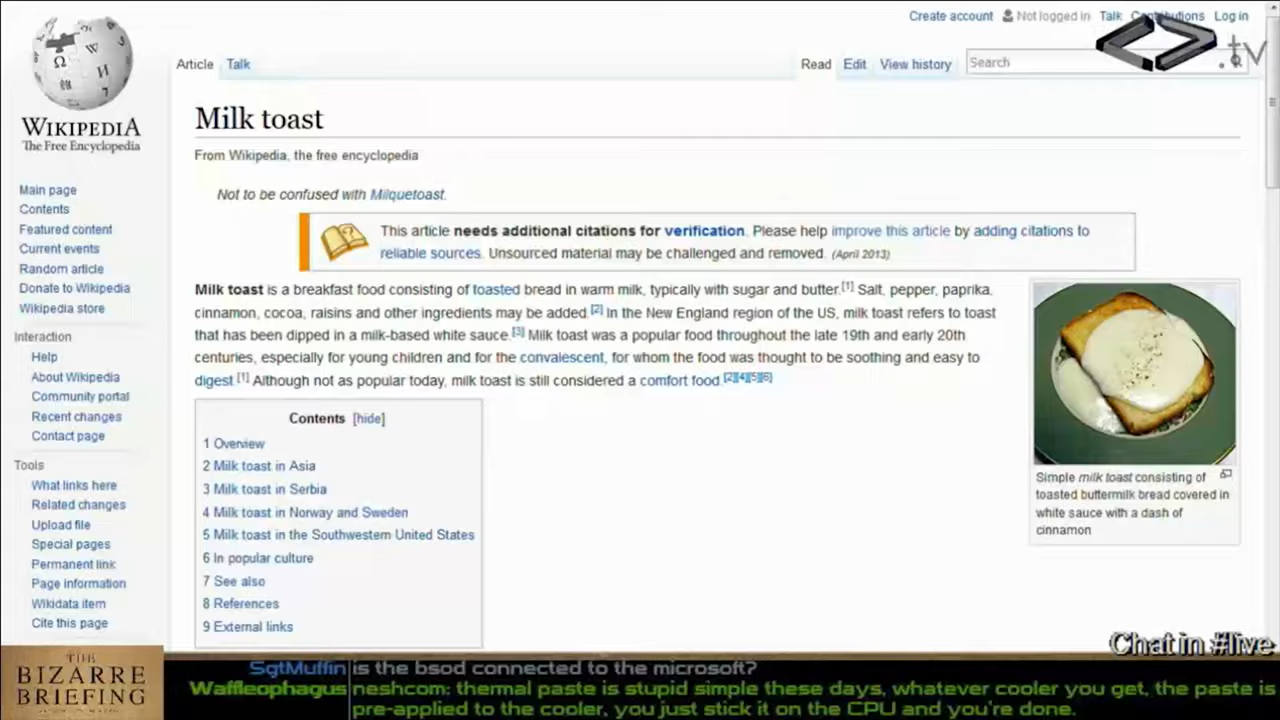 Create account Not logged in Talk Contributions Log in
Article Talk Read Edit View history Search
<>.tv
WIKIPEDIA
The Free Encyclopedia
Milk toast
From Wikipedia, the free encyclopedia
Not to be confused with Milquetoast.
This article needs additional citations for verification. Please help improve this article by adding citations to
reliable sources. Unsourced material may be challenged and removed. (April 2013)
Milk toast is a breakfast food consisting of toasted bread in warm milk, typically with sugar and butter.[1] Salt, pepper, paprika,
cinnamon, cocoa, raisins and other ingredients may be added.[2] In the New England region of the US, milk toast refers to toast
that has been dipped in a milk-based white sauce.[3] Milk toast was a popular food throughout the late 19th and early 20th
centuries, especially for young children and for the convalescent, for whom the food was thought to be soothing and easy to
digest.[1] Although not as popular today, milk toast is still considered a comfort food.[2][4][5][6]
Simple milk toast consisting of
toasted buttermilk bread covered in
white sauce with a dash of
cinnamon
Contents [hide]
1 Overview
2 Milk toast in Asia
3 Milk toast in Serbia
4 Milk toast in Norway and Sweden
5 Milk toast in the Southwestern United States
6 In popular culture
7 See also
8 References
9 External links
Main page
Contents
Featured content
Current events
Random article
Donate to Wikipedia
Wikipedia store
Interaction
Help
About Wikipedia
Community portal
Recent changes
Contact page
Tools
What links here
Related changes
Upload file
Special pages
Permanent link
Page information
Wikidata item
Cite this page
Chat in #live
THE
BIZARRE
BRIEFING
SgtMuffin is the bsod connected to the microsoft?
Waffleophagus neshcom: thermal paste is stupid simple these days, whatever cooler you get, the paste is
pre-applied to the cooler, you just stick it on the CPU and you're done.